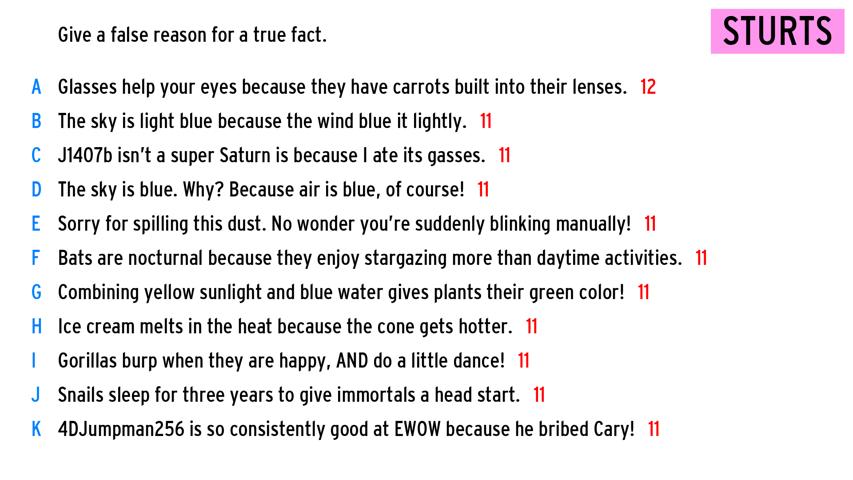 Give a false reason for a true fact.
STURTS
A Glasses help your eyes because they have carrots built into their lenses. 12
B The sky is light blue because the wind blue it lightly. 11
C J1407b isn't a super Saturn is because I ate its gasses. 11
D The sky is blue. Why? Because air is blue, of course! 11
E Sorry for spilling this dust. No wonder you're suddenly blinking manually! 11
F Bats are nocturnal because they enjoy stargazing more than daytime activities. 11
G Combining yellow sunlight and blue water gives plants their green color! 11
H Ice cream melts in the heat because the cone gets hotter. 11
I Gorillas burp when they are happy, AND do a little dance! 11
J Snails sleep for three years to give immortals a head start. 11
K 4DJumpman256 is so consistently good at EWOW because he bribed Cary! 11